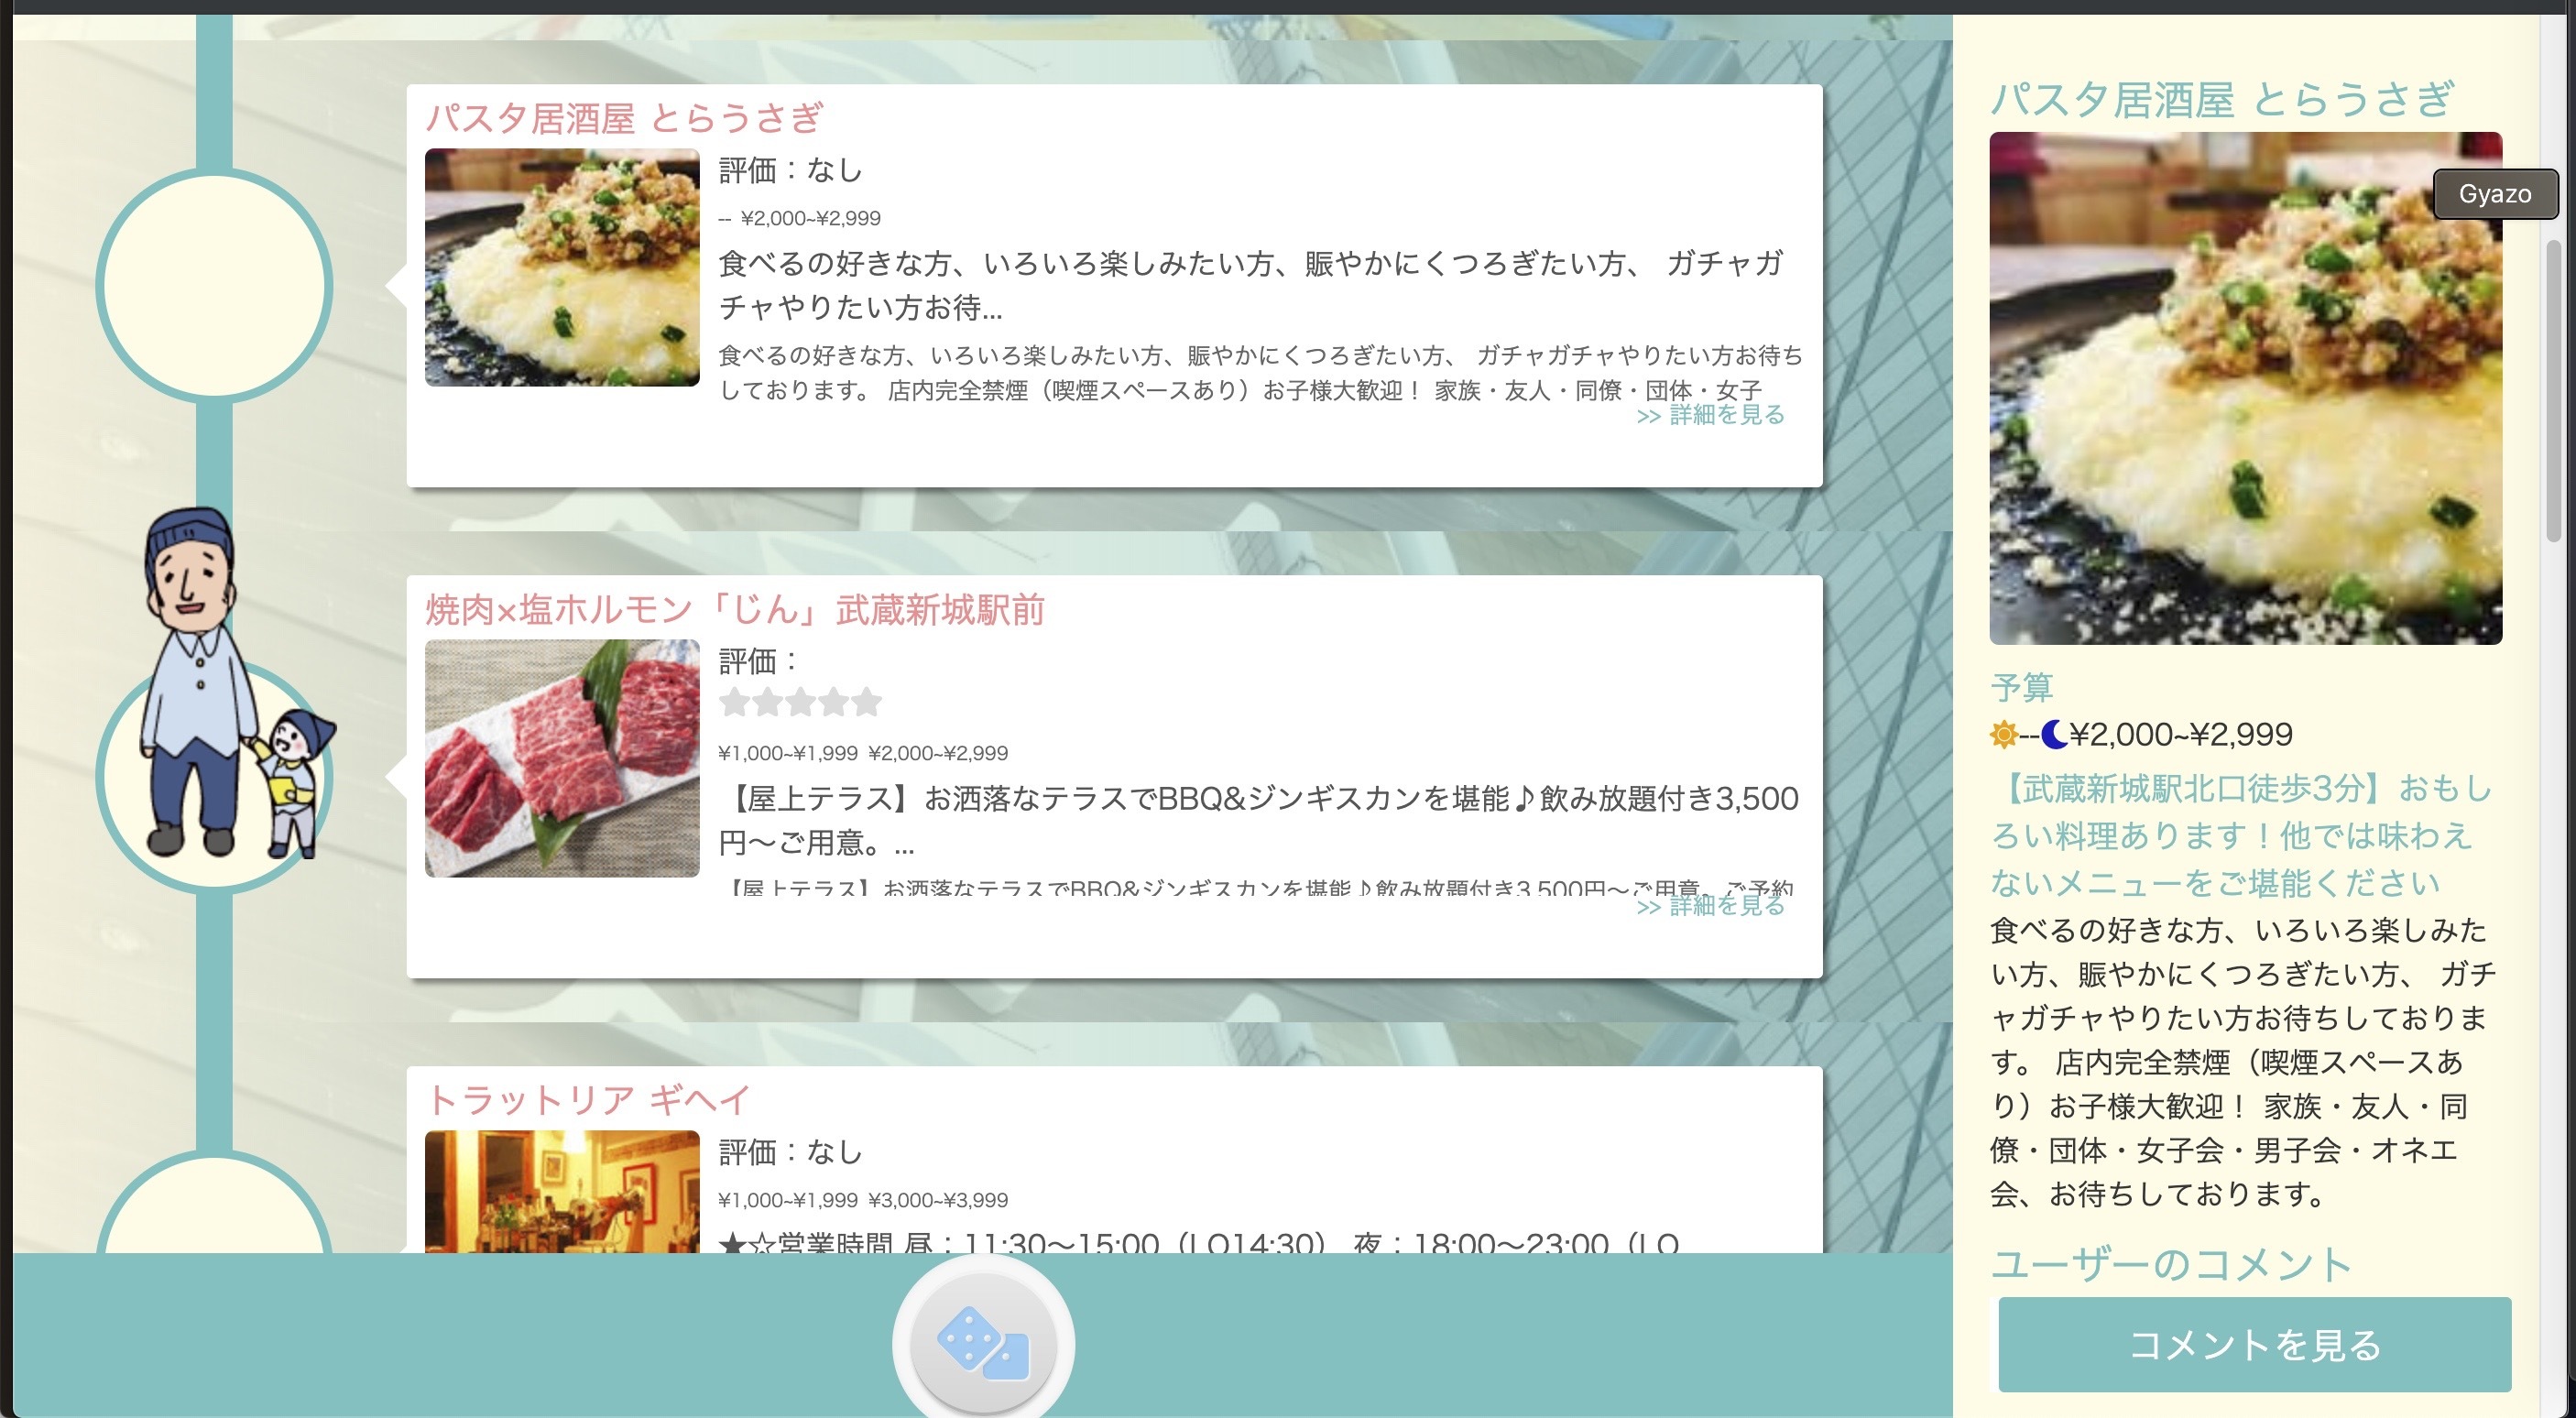 パスタ居酒屋 とらうさぎ
評価：なし
-- ¥2,000~¥2,999
食べるの好きな方、いろいろ楽しみたい方、賑やかにくつろぎたい方、 ガチャガ
チャやりたい方お待...
食べるの好きな方、いろいろ楽しみたい方、賑やかにくつろぎたい方、 ガチャガチャやりたい方お待ち
しております。 店内完全禁煙（喫煙スペースあり）お子様大歓迎！ 家族・友人・同僚・団体・女子
>> 詳細を見る
焼肉×塩ホルモン「じん」武蔵新城駅前
評価：
¥1,000~¥1,999 ¥2,000~¥2,999
【屋上テラス】お洒落なテラスでBBQ&ジンギスカンを堪能♪飲み放題付き3,500
円～ご用意。...
【屋上テラス】お洒落なテラスでBBQ&ジンギスカンを堪能♪飲み放題付き3,500円～ご用意。ご予約
>> 詳細を見る
トラットリア ギヘイ
評価：なし
¥1,000~¥1,999 ¥3,000~¥3,999
★☆営業時間 昼：11:30～15:00（LO14:30） 夜：18:00～23:00（LO
パスタ居酒屋 とらうさぎ
Gyazo
予算
--¥2,000~¥2,999
【武蔵新城駅北口徒歩3分】おもし
ろい料理あります！他では味わえ
ないメニューをご堪能ください
食べるの好きな方、いろいろ楽しみた
い方、賑やかにくつろぎたい方、 ガチ
ャガチャやりたい方お待ちしておりま
す。 店内完全禁煙（喫煙スペースあ
り）お子様大歓迎！ 家族・友人・同
僚・団体・女子会・男子会・オネエ
会、お待ちしております。
ユーザーのコメント
コメントを見る